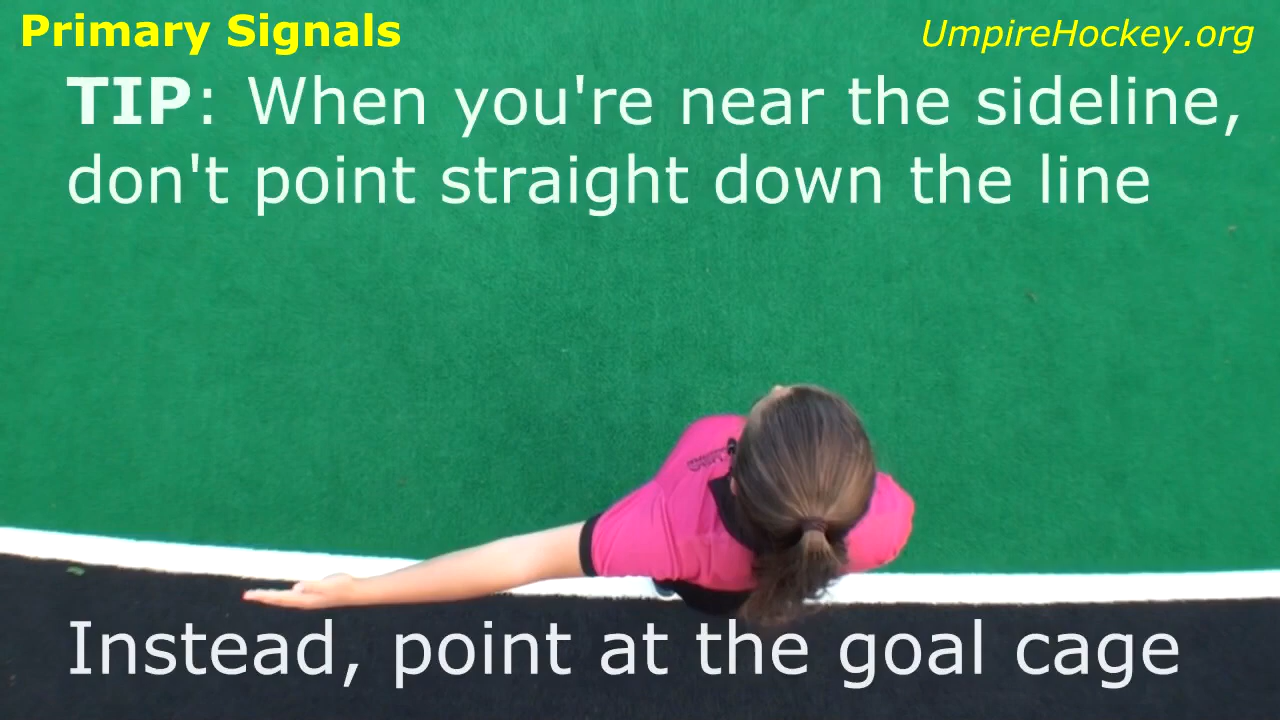 Primary Signals
UmpireHockey.org
TIP: When you're near the sideline,
don't point straight down the line
Instead, point at the goal cage